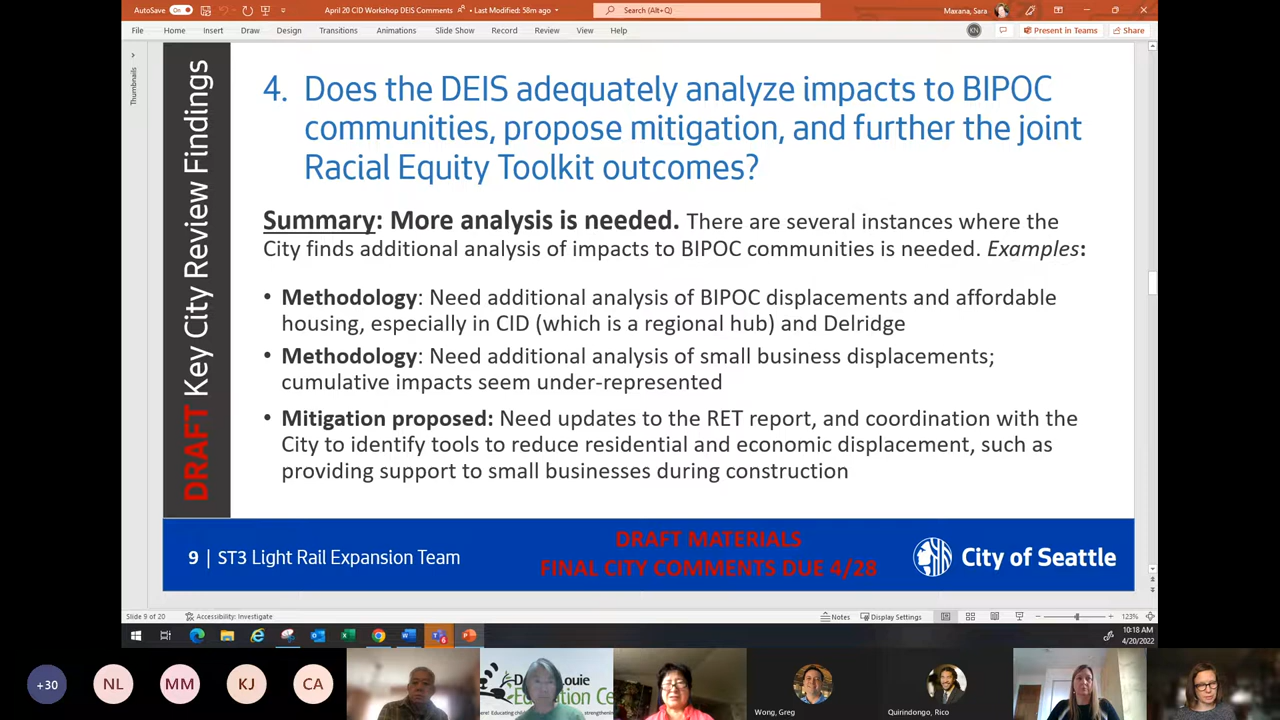 AutoSave
On
April 20 CID Workshop DEIS Comments
• Last Modified: 58m ago
Search (Alt+Q)
Maxana, Sara
File
Home
Insert
Draw
Design
Transitions
Animations
Slide Show
Record
Review
View
Help
KN
Present in Teams
Share
Thumbnails
DRAFT Key City Review Findings
4. Does the DEIS adequately analyze impacts to BIPOC
communities, propose mitigation, and further the joint
Racial Equity Toolkit outcomes?
Summary: More analysis is needed. There are several instances where the
City finds additional analysis of impacts to BIPOC communities is needed. Examples:
• Methodology: Need additional analysis of BIPOC displacements and affordable
housing, especially in CID (which is a regional hub) and Delridge
• Methodology: Need additional analysis of small business displacements;
cumulative impacts seem under-represented
• Mitigation proposed: Need updates to the RET report, and coordination with the
City to identify tools to reduce residential and economic displacement, such as
providing support to small businesses during construction
9 | ST3 Light Rail Expansion Team
DRAFT MATERIALS
FINAL CITY COMMENTS DUE 4/28
City of Seattle
Slide 9 of 20
Accessibility: Investigate
Notes
Display Settings
123%
10:18 AM
4/20/2022
+30
NL
MM
KJ
CA
Louie
Education Ce
Wong, Greg
Quirindongo, Rico